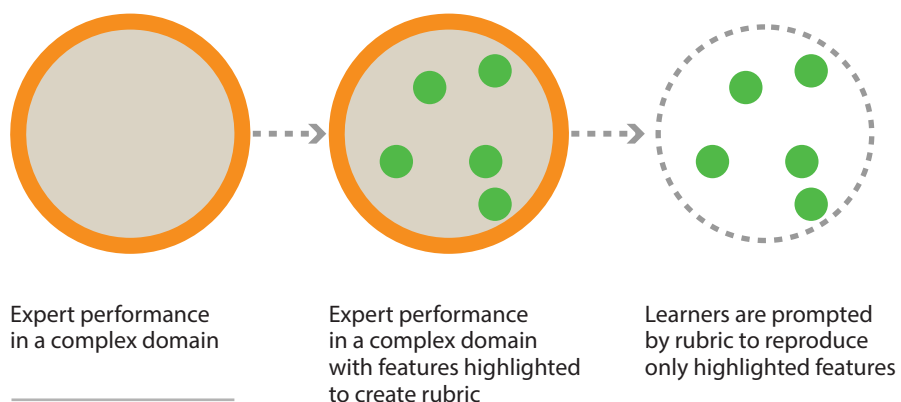 Expert performance
in a complex domain
Expert performance
in a complex domain
with features highlighted
to create rubric
Learners are prompted
by rubric to reproduce
only highlighted features